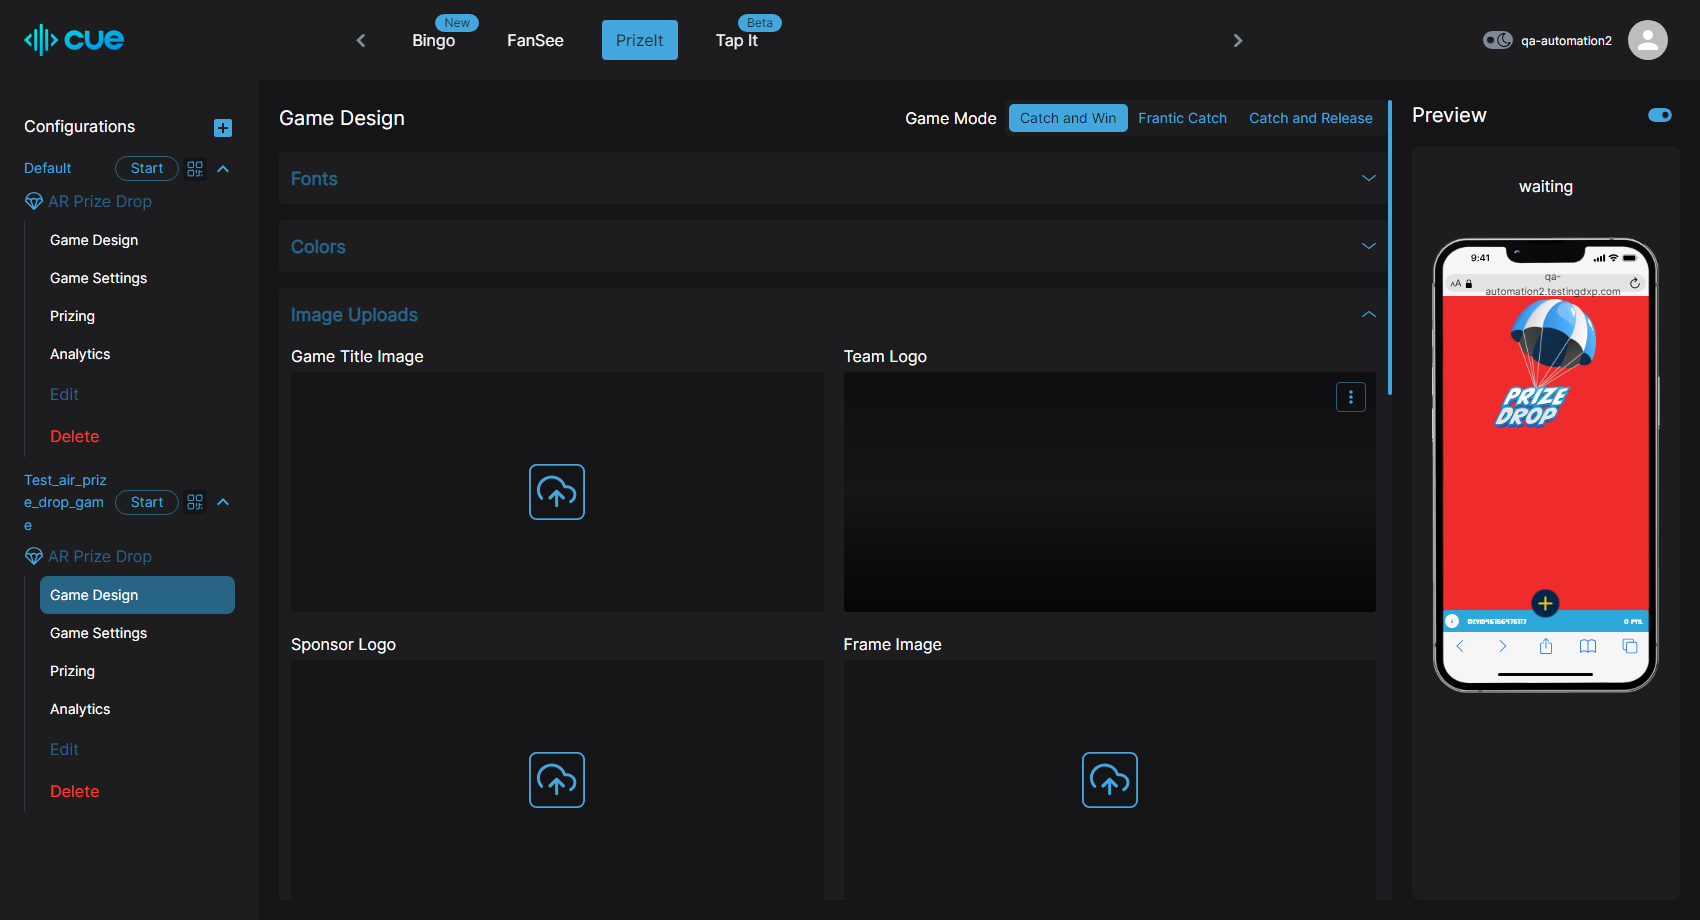 cue
New
Bingo
FanSee
PrizeIt
Beta
Tap It
qa-automation2
Configurations
Default
Start
AR Prize Drop
Game Design
Game Settings
Prizing
Analytics
Edit
Delete
Test_air_priz
e_drop_gam
e
Start
AR Prize Drop
Game Design
Game Settings
Prizing
Analytics
Edit
Delete
Game Design
Game Mode
Catch and Win
Frantic Catch
Catch and Release
Fonts
Colors
Image Uploads
Game Title Image
Team Logo
Sponsor Logo
Frame Image
Preview
waiting
9:41
AA
qa-
automation2.testingdxp.com
PRIZE
DROP
0 PTS.